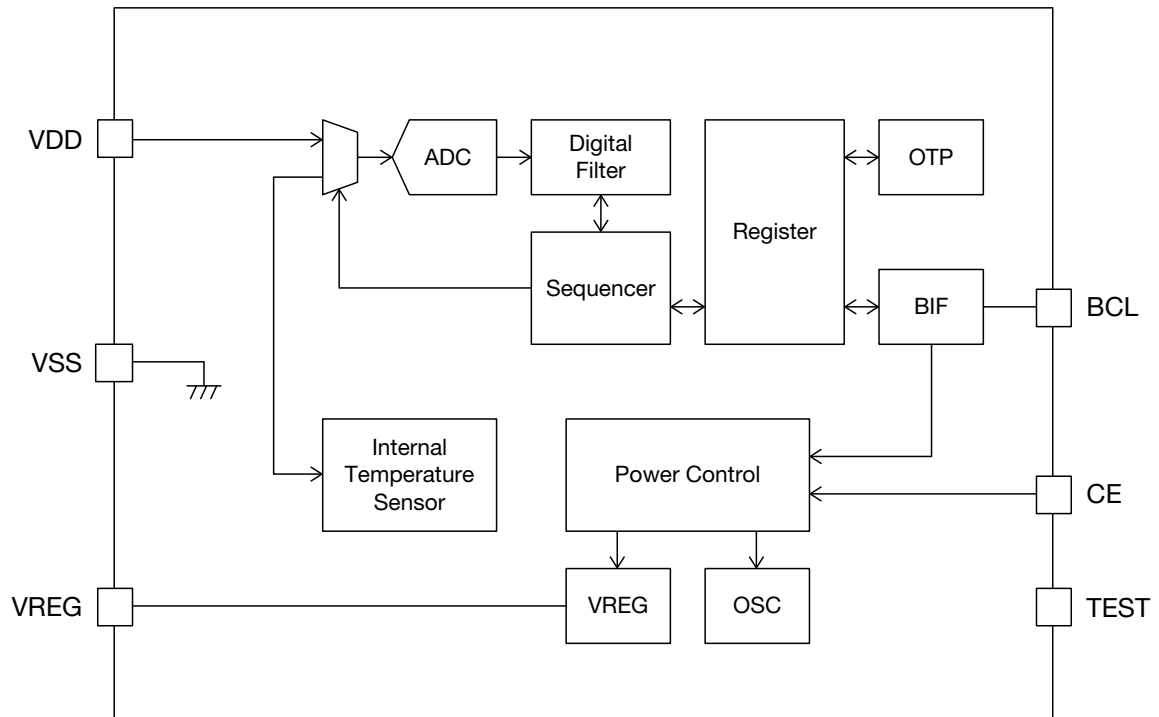 VDD
ADC
Digital
Filter
Register
OTP
Sequencer
BIF
BCL
VSS
Internal
Temperature
Sensor
Power Control
CE
VREG
VREG
OSC
TEST